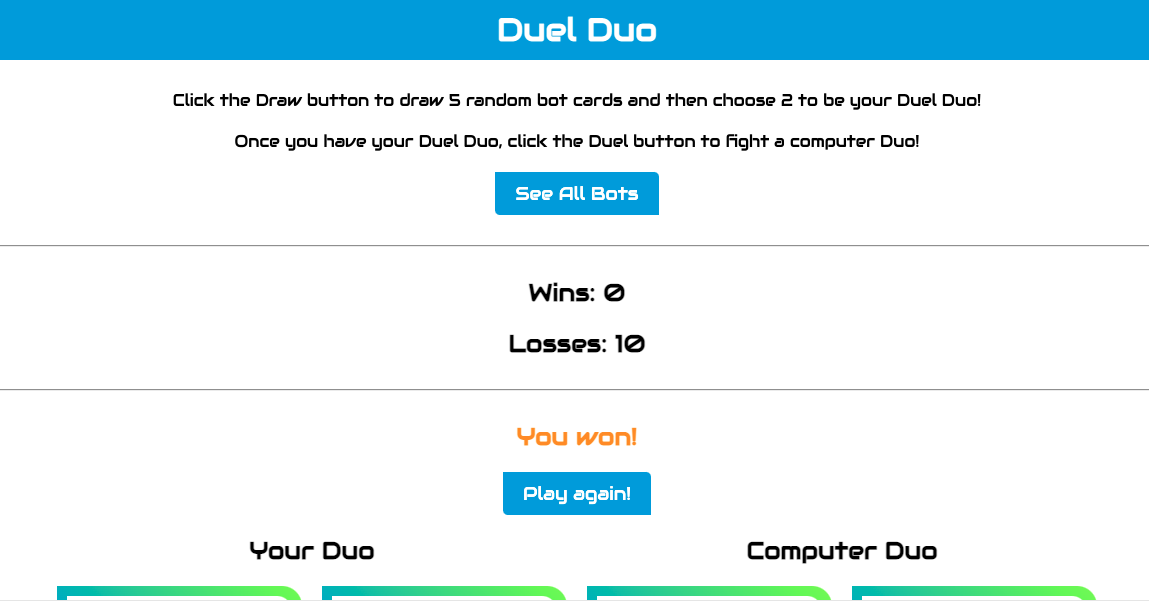 Duel Duo
Click the Draw button to draw 5 random bot cards and then choose 2 to be your Duel Duo!
Once you have your Duel Duo, click the Duel button to fight a computer Duo!
See All Bots
Wins: 0
Losses: 10
You won!
Play again!
Your Duo
Computer Duo